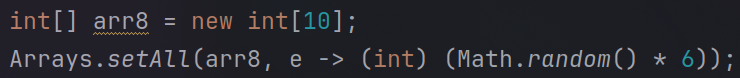 int[] arr8 = new int[10];
Arrays.setAll(arr8, e -> (int) (Math.random() * 6));